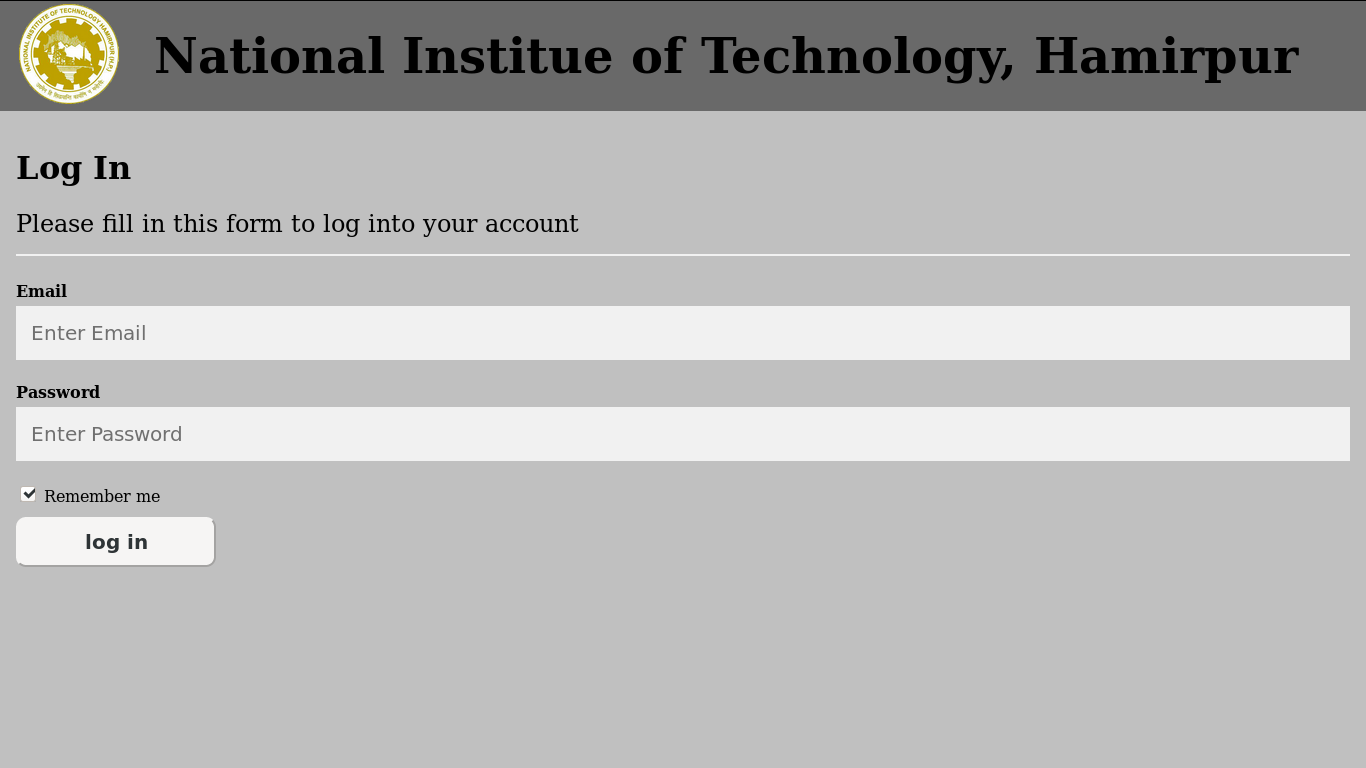 NATIONAL INSTITUTE OF TECHNOLOGY HAMIRPUR (H.P.)
National Institue of Technology, Hamirpur
Log In
Please fill in this form to log into your account
Email
Enter Email
Password
Enter Password
Remember me
log in